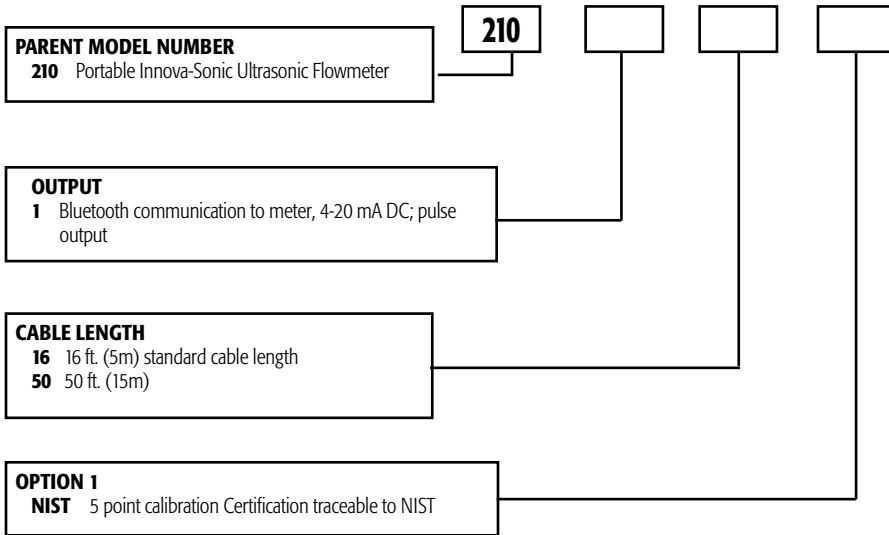 210
PARENT MODEL NUMBER
210 Portable Innova-Sonic Ultrasonic Flowmeter
OUTPUT
1 Bluetooth communication to meter, 4-20 mA DC; pulse
output
CABLE LENGTH
16 16 ft. (5m) standard cable length
50 50 ft. (15m)
OPTION 1
NIST 5 point calibration Certification traceable to NIST